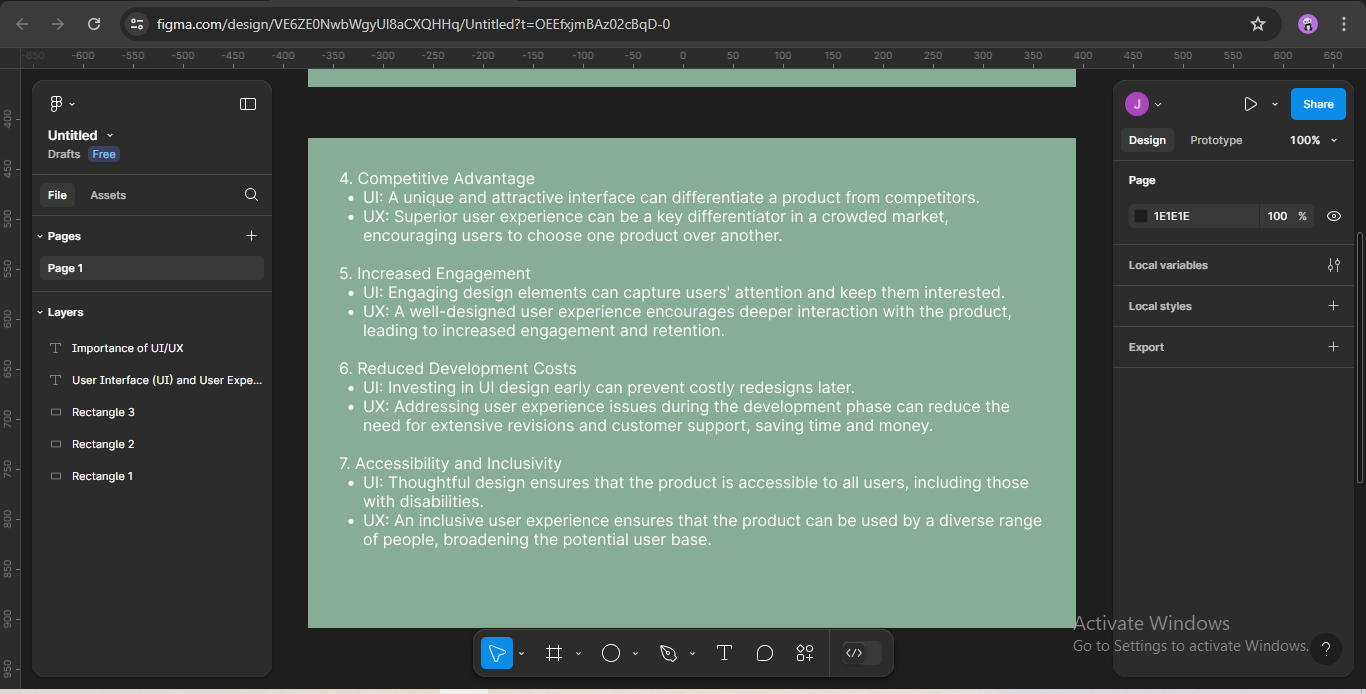 figma.com/design/VE6ZE0NwbWgyUI8aCXQHHq/Untitled?t=OEEfxjmBAz02cBqD-0
-650 -600 -550 -500 -450 -400 -350 -300 -250 -200 -150 -100 -50 0 50 100 150 200 250 300 350 400 450 500 550 600 650
400
450
500
550
600
650
700
750
800
850
900
950
Untitled
Drafts Free
File Assets
Pages
Page 1
Layers
Importance of UI/UX
User Interface (UI) and User Expe...
Rectangle 3
Rectangle 2
Rectangle 1
4. Competitive Advantage
• UI: A unique and attractive interface can differentiate a product from competitors.
• UX: Superior user experience can be a key differentiator in a crowded market,
encouraging users to choose one product over another.
5. Increased Engagement
• UI: Engaging design elements can capture users' attention and keep them interested.
• UX: A well-designed user experience encourages deeper interaction with the product,
leading to increased engagement and retention.
6. Reduced Development Costs
• UI: Investing in UI design early can prevent costly redesigns later.
• UX: Addressing user experience issues during the development phase can reduce the
need for extensive revisions and customer support, saving time and money.
7. Accessibility and Inclusivity
• UI: Thoughtful design ensures that the product is accessible to all users, including those
with disabilities.
• UX: An inclusive user experience ensures that the product can be used by a diverse range
of people, broadening the potential user base.
J
Share
Design Prototype 100%
Page
1E1E1E 100 %
Local variables
Local styles
Export
Activate Windows
Go to Settings to activate Windows.
?